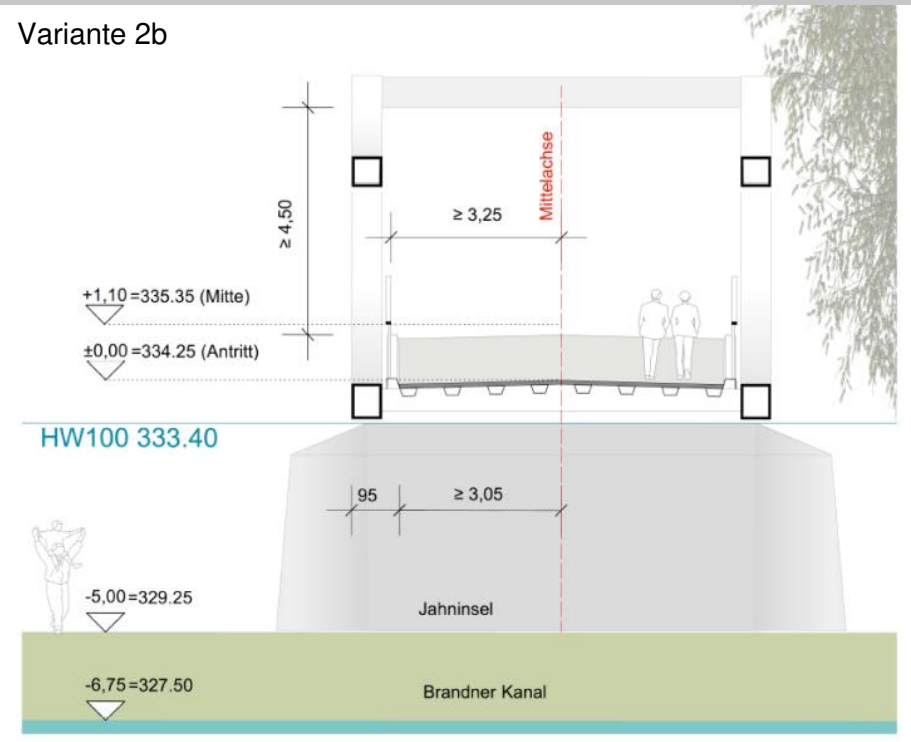 Variante 2b
Mittelachse
≥ 4,50
≥ 3,25
+1,10=335.35 (Mitte)
±0,00=334.25 (Antritt)
HW100 333.40
95
≥ 3,05
-5,00=329.25
Jahninsel
-6,75=327.50
Brandner Kanal